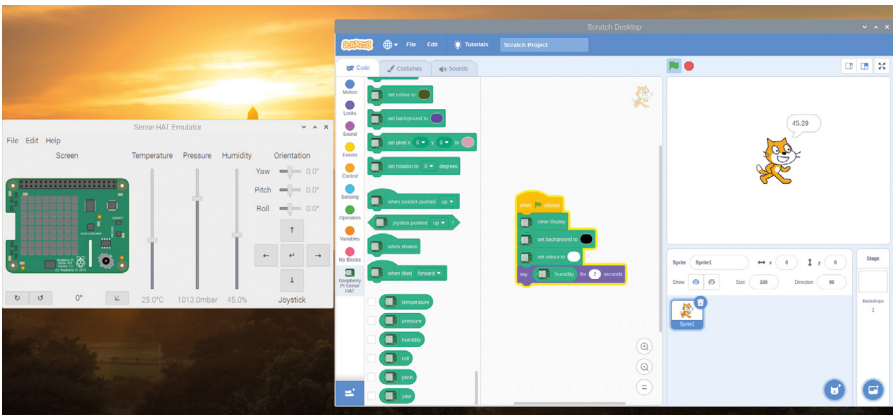 Sense HAT Emulator
File Edit Help
Screen
Temperature Pressure Humidity Orientation
Yaw 0.0°
Pitch 0.0°
Roll 0.0°
0°
25.0°C 1013.0mbar 45.0% Joystick
Scratch Desktop
SCRATCH File Edit Tutorials Scratch Project
Code Costumes Sounds
Motion
Looks
Sound
Events
Control
Sensing
Operators
Variables
My Blocks
Raspberry Pi Sense HAT
set colour to
set background to
set pixel x 0 y 0 to
set rotation to 0 degrees
when joystick pushed up
joystick pushed up ?
when shaken
when tilted forward
temperature
pressure
humidity
roll
pitch
yaw
when clicked
clear display
set background to
set colour to
say humidity for 2 seconds
45.29
Sprite Sprite1 x 0 y 0
Show Size 100 Direction 90
Sprite1
Stage
Backdrops
1